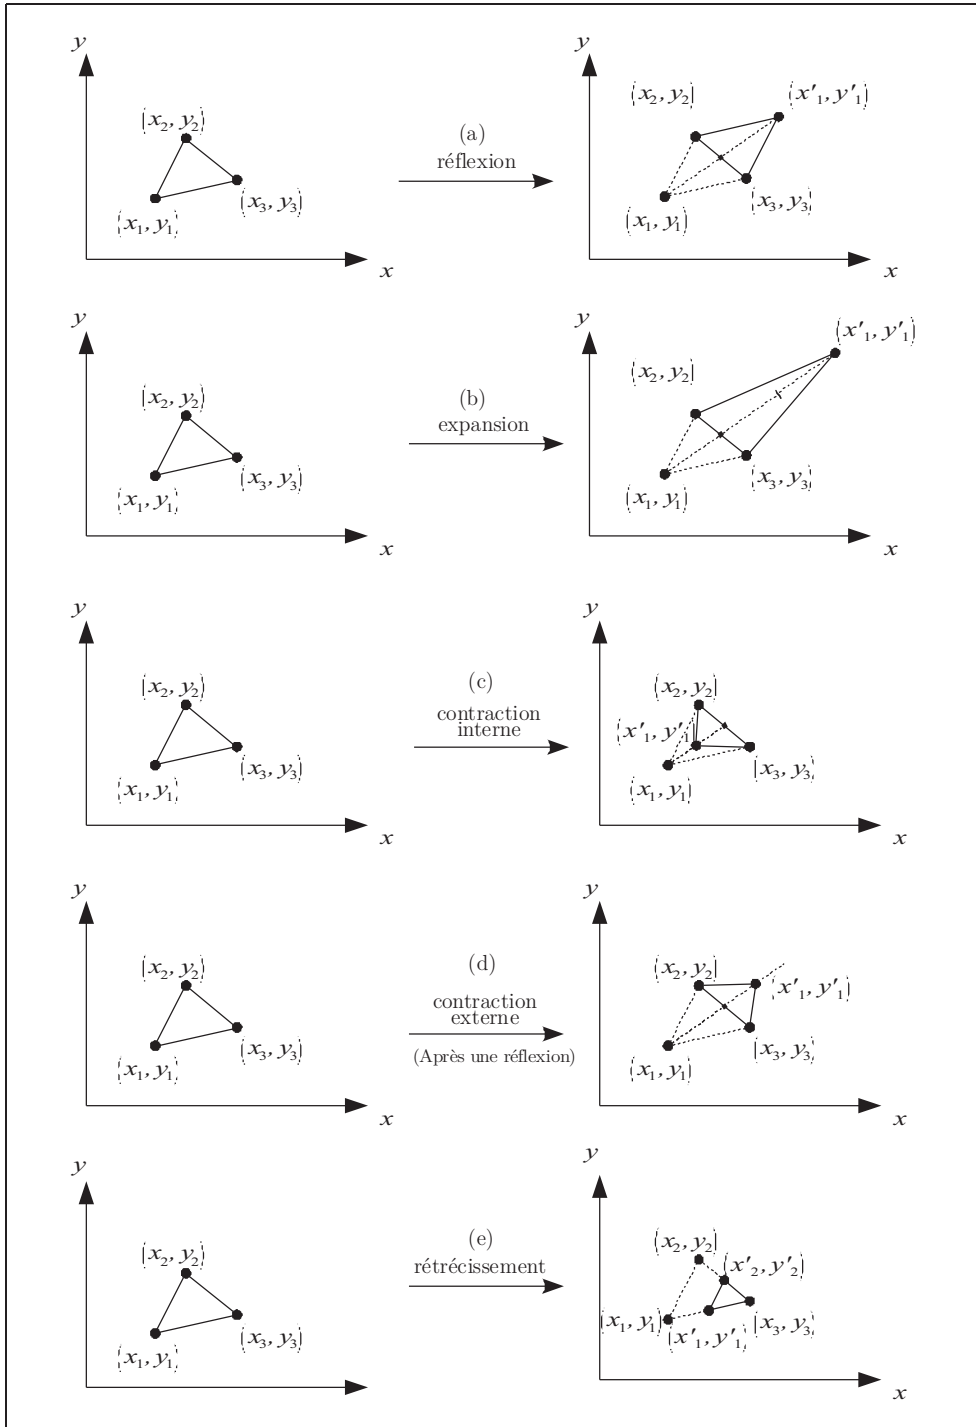 y
y
(x₂, y₂)
(x₁, y₁)
(x₃, y₃)
x
(a)
réflexion
(x₂, y₂)
(x′₁, y′₁)
(x₁, y₁)
(x₃, y₃)
x
y
y
(x₂, y₂)
(x₁, y₁)
(x₃, y₃)
x
(b)
expansion
(x′₁, y′₁)
(x₂, y₂)
(x₁, y₁)
(x₃, y₃)
x
y
y
(x₂, y₂)
(x₁, y₁)
(x₃, y₃)
x
(c)
contraction
interne
(x₂, y₂)
(x′₁, y′₁)
(x₁, y₁)
(x₃, y₃)
x
y
y
(x₂, y₂)
(x₁, y₁)
(x₃, y₃)
x
(d)
contraction
externe
(Après une réflexion)
(x₂, y₂)
(x′₁, y′₁)
(x₁, y₁)
(x₃, y₃)
x
y
y
(x₂, y₂)
(x₁, y₁)
(x₃, y₃)
x
(e)
rétrécissement
(x₂, y₂)
(x′₂, y′₂)
(x₁, y₁)
(x′₁, y′₁)
(x₃, y₃)
x